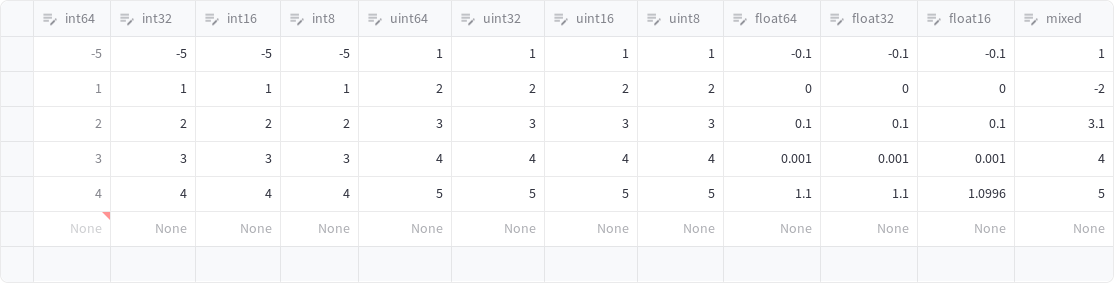 int64 int32 int16 int8 uint64 uint32 uint16 uint8 float64 float32 float16 mixed
-5 -5 -5 -5 1 1 1 1 -0.1 -0.1 -0.1 1
1 1 1 1 2 2 2 2 0 0 0 -2
2 2 2 2 3 3 3 3 0.1 0.1 0.1 3.1
3 3 3 3 4 4 4 4 0.001 0.001 0.001 4
4 4 4 4 5 5 5 5 1.1 1.1 1.0996 5
None None None None None None None None None None None None